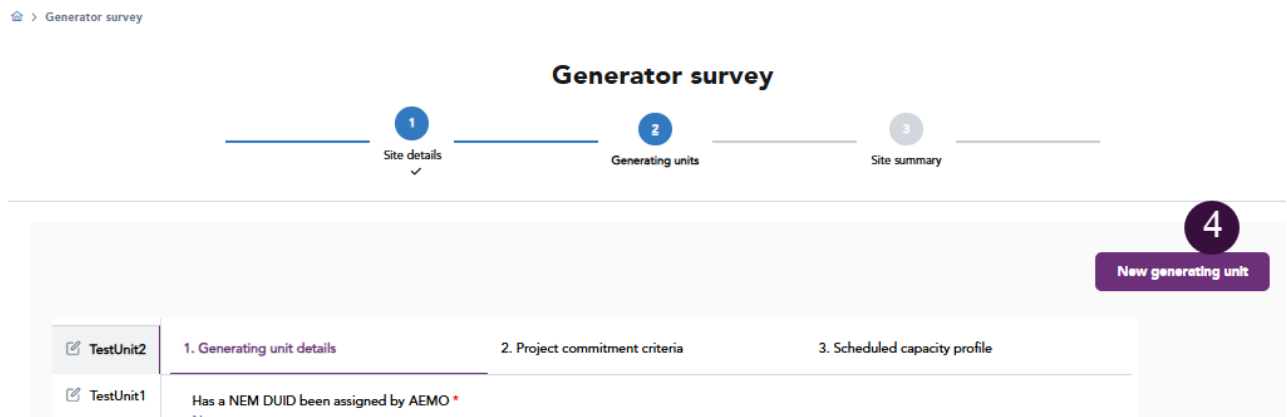 > Generator survey
Generator survey
1 2 3
Site details Generating units Site summary
4
New generating unit
TestUnit2 1. Generating unit details 2. Project commitment criteria 3. Scheduled capacity profile
TestUnit1 Has a NEM DUID been assigned by AEMO *